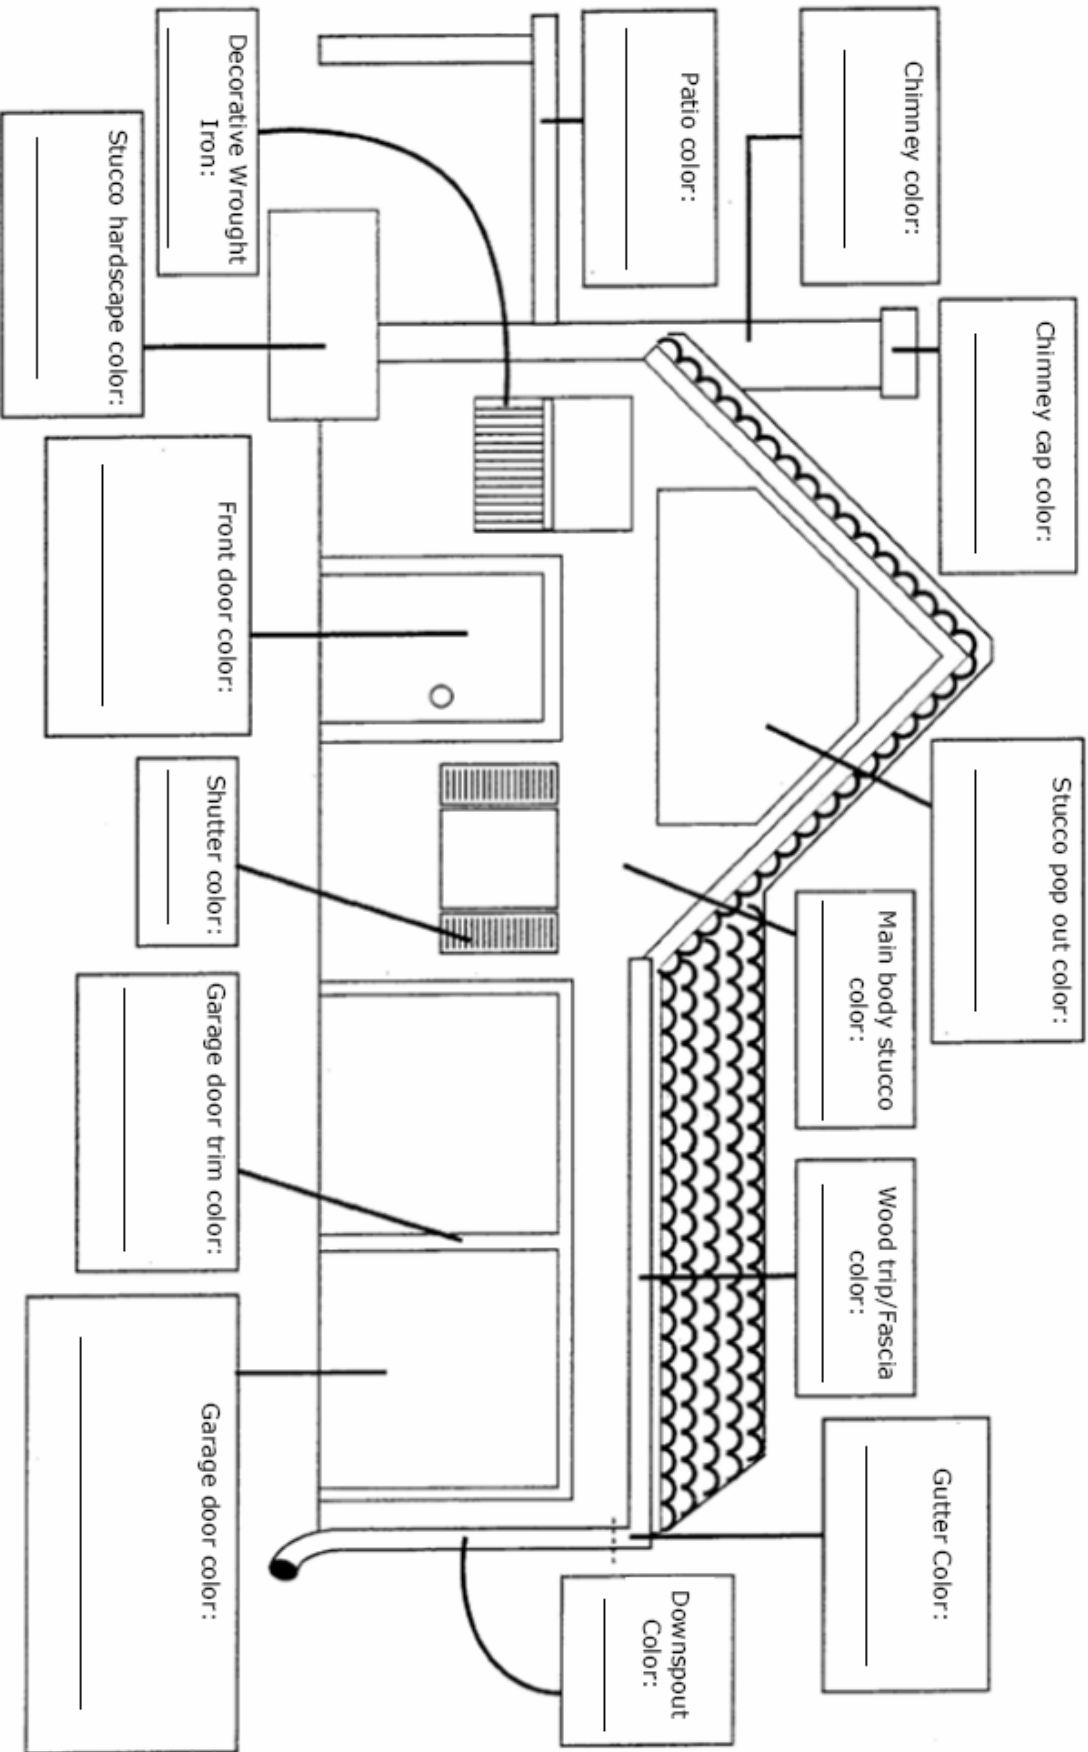 Chimney cap color:
Stucco pop out color:
Chimney color:
Main body stucco
color:
Wood trip/Fascia
color:
Gutter Color:
Patio color:
Downspout
Color:
Decorative Wrought
Iron:
Stucco hardscape color:
Front door color:
Shutter color:
Garage door trim color:
Garage door color: